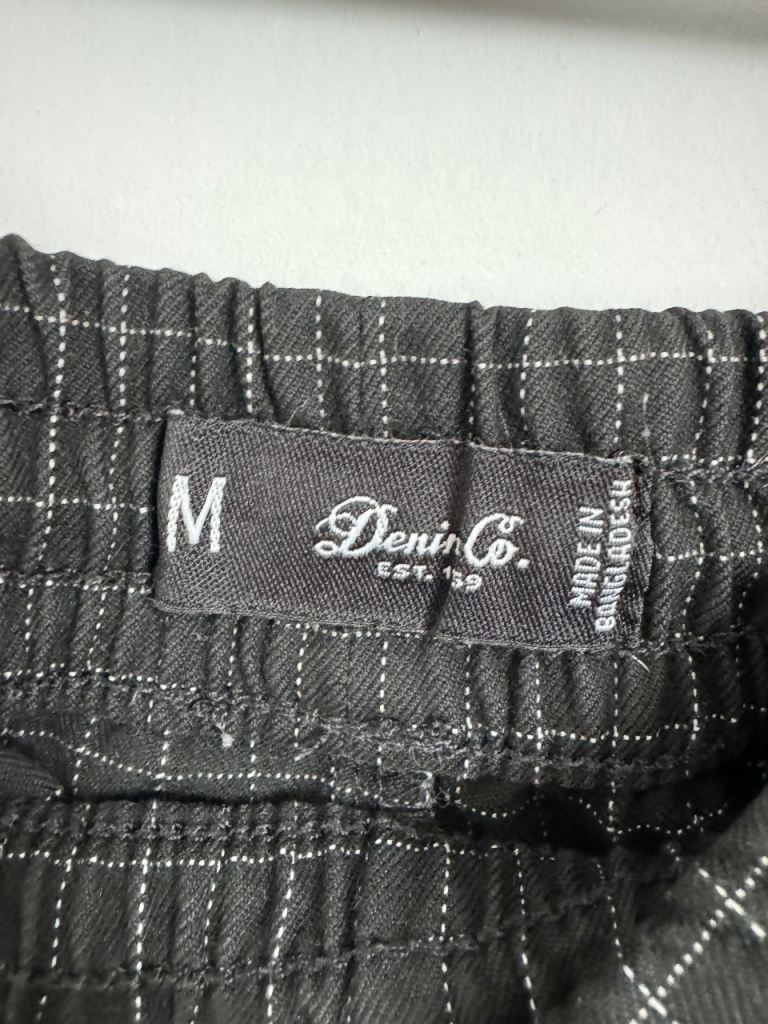 M
Denim Co.
EST.
MADE IN
BANGLADESH